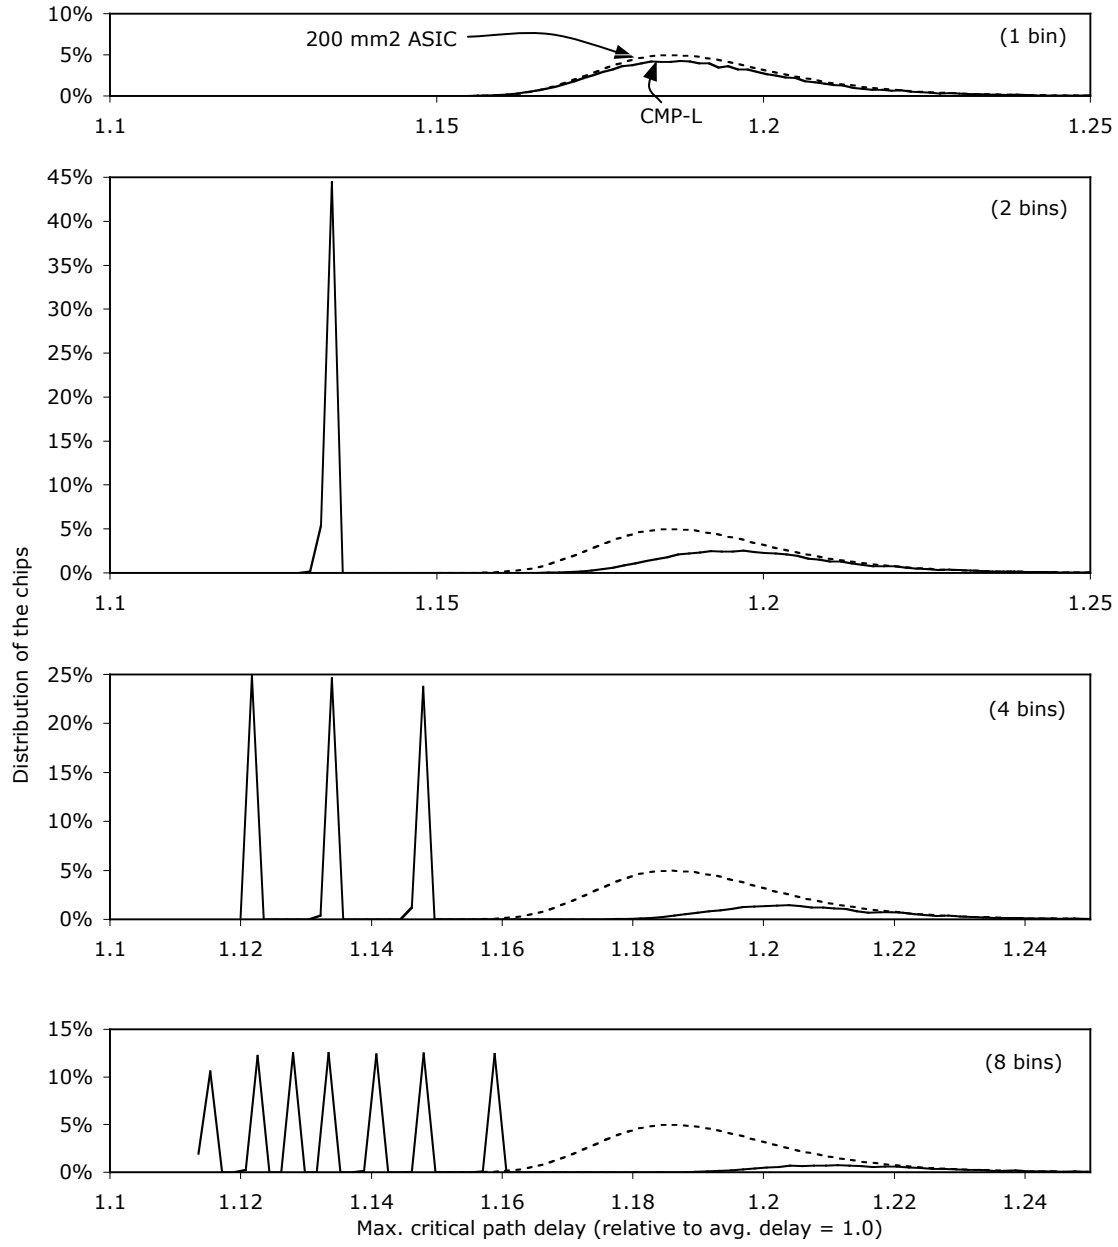 10%
(1 bin)
200 mm2 ASIC
5%
0%
CMP-L
1.1 1.15 1.2 1.25
45%
(2 bins)
40%
35%
30%
25%
20%
15%
10%
5%
0%
1.1 1.15 1.2 1.25
Distribution of the chips
25%
(4 bins)
20%
15%
10%
5%
0%
1.1 1.12 1.14 1.16 1.18 1.2 1.22 1.24
15%
(8 bins)
10%
5%
0%
1.1 1.12 1.14 1.16 1.18 1.2 1.22 1.24
Max. critical path delay (relative to avg. delay = 1.0)